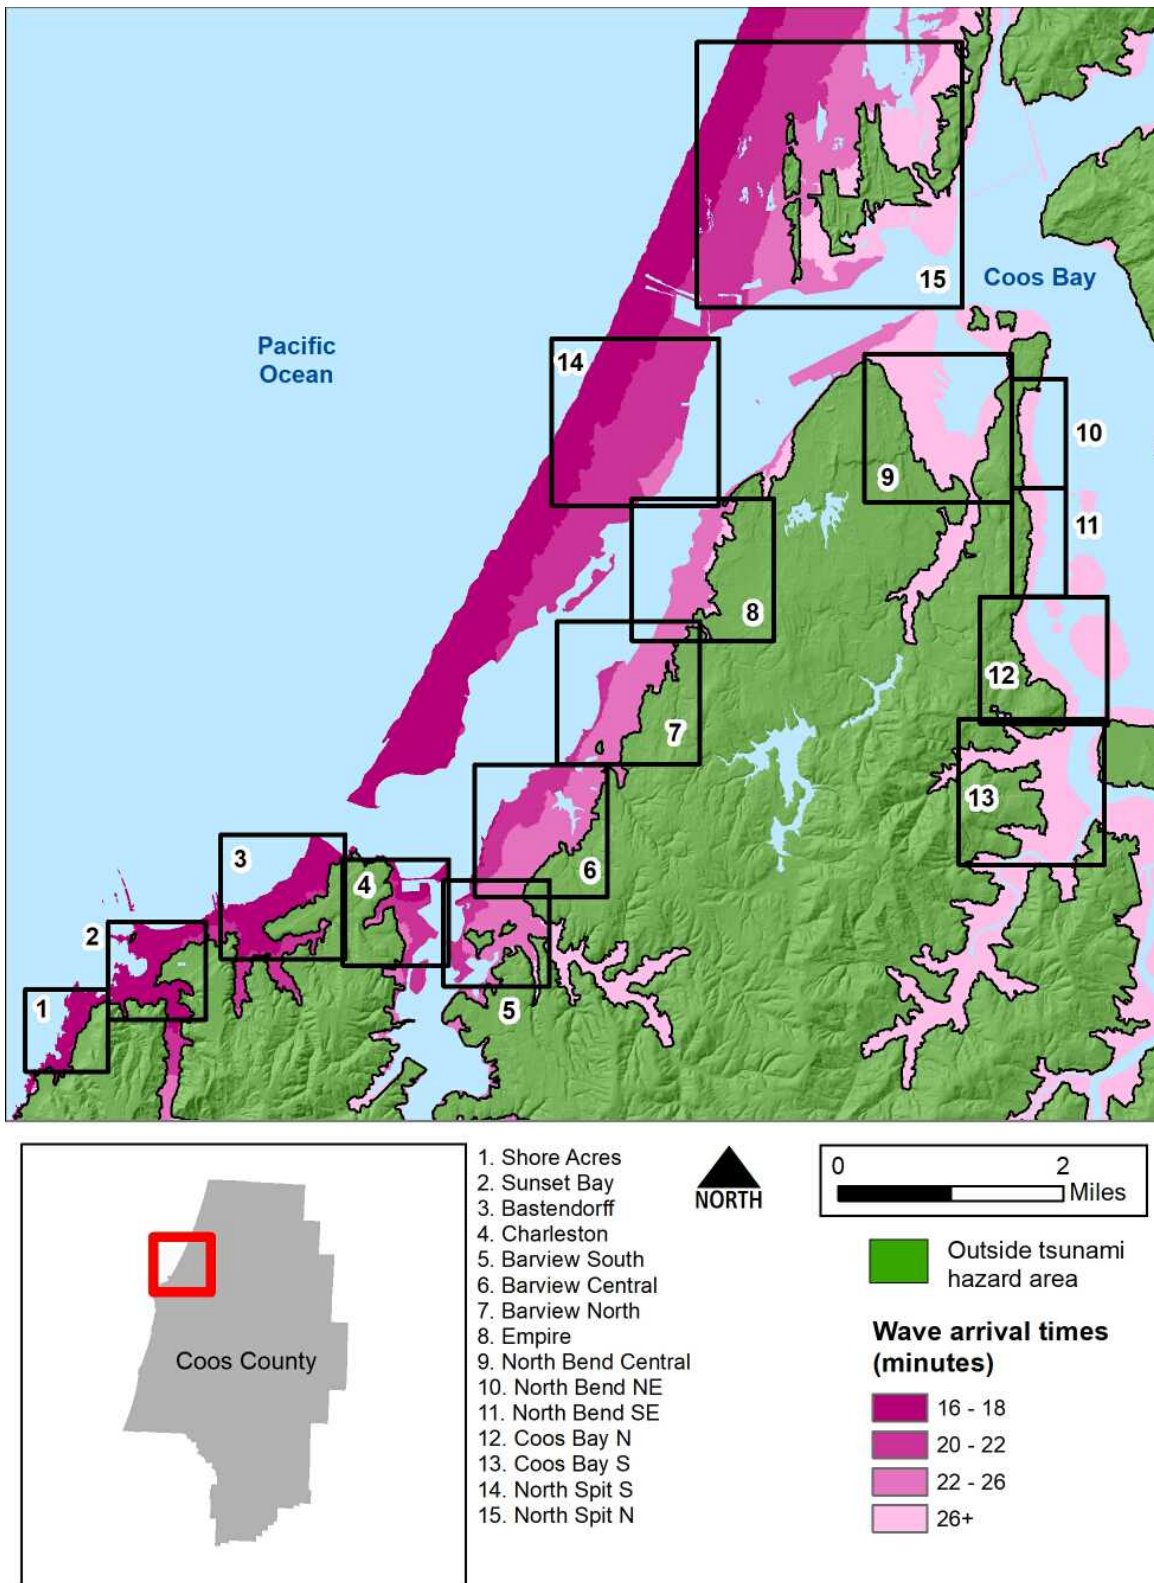 15
Coos Bay
Pacific
Ocean
14
10
9
11
8
12
7
13
3
4
6
2
1
5
1. Shore Acres
2. Sunset Bay
3. Bastendorff
4. Charleston
5. Barview South
6. Barview Central
7. Barview North
8. Empire
9. North Bend Central
10. North Bend NE
11. North Bend SE
12. Coos Bay N
13. Coos Bay S
14. North Spit S
15. North Spit N
Coos County
NORTH
0 2
Miles
Outside tsunami
hazard area
Wave arrival times
(minutes)
16 - 18
20 - 22
22 - 26
26+